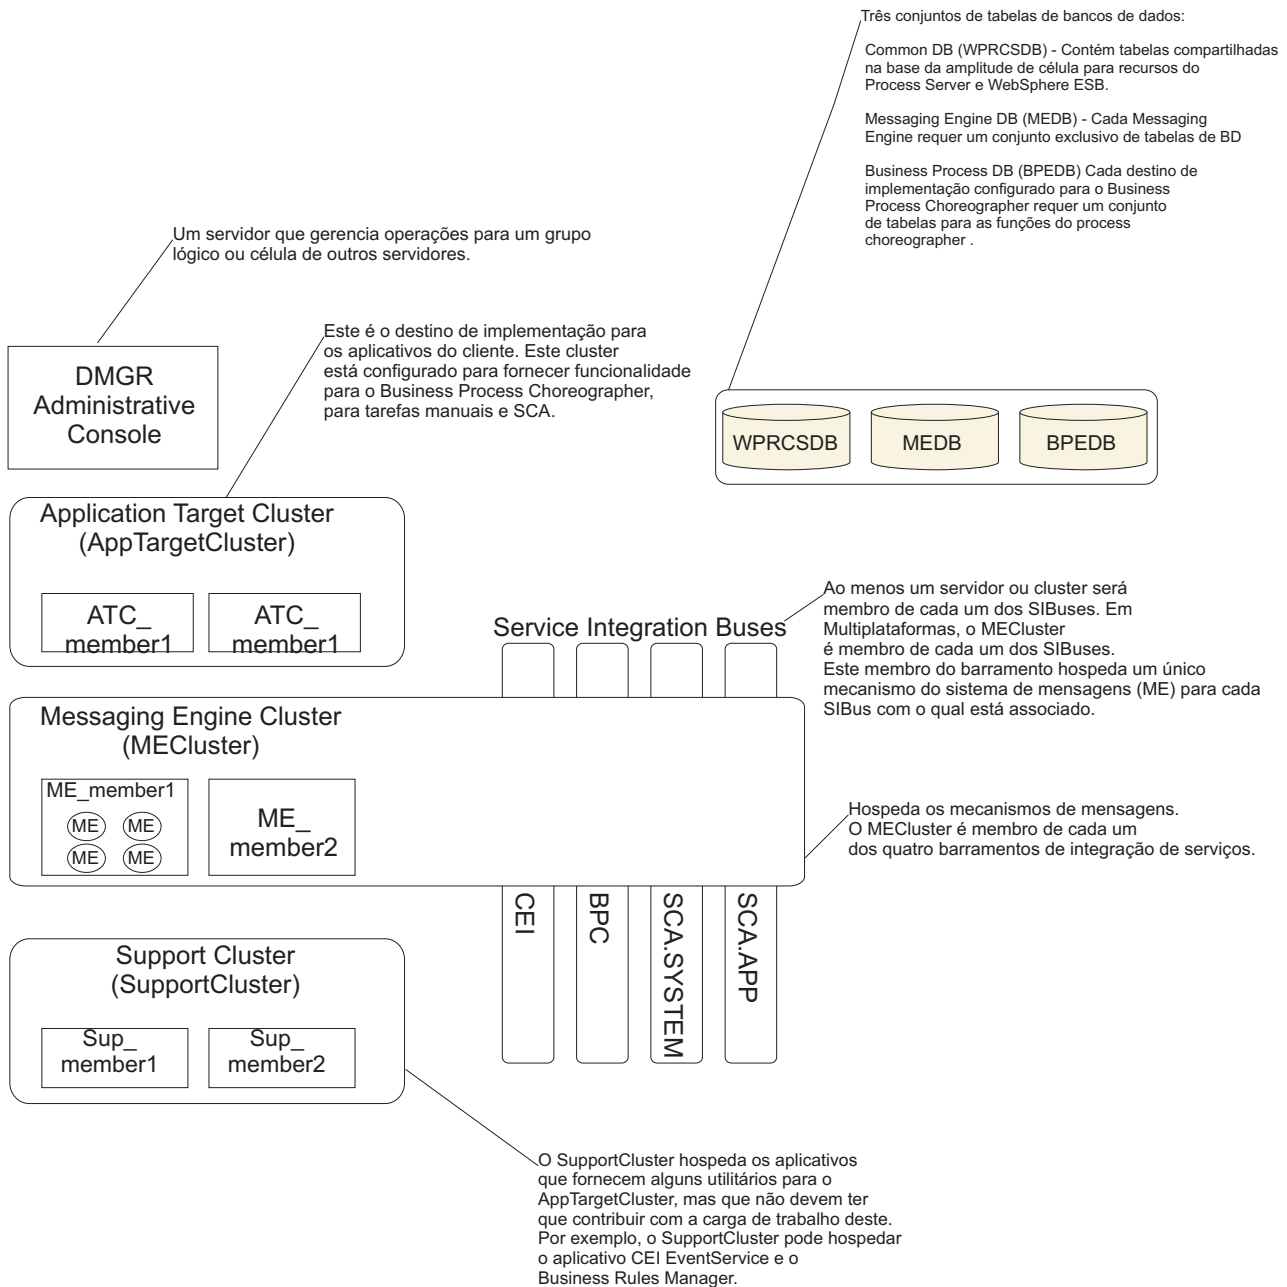 Três conjuntos de tabelas de bancos de dados:
Common DB (WPRCSDB) - Contém tabelas compartilhadas
na base da amplitude de célula para recursos do
Process Server e WebSphere ESB.
Messaging Engine DB (MEDB) - Cada Messaging
Engine requer um conjunto exclusivo de tabelas de BD
Business Process DB (BPEDB) Cada destino de
implementação configurado para o Business
Process Choreographer requer um conjunto
de tabelas para as funções do process
choreographer .
Um servidor que gerencia operações para um grupo
lógico ou célula de outros servidores.
Este é o destino de implementação para
os aplicativos do cliente. Este cluster
está configurado para fornecer funcionalidade
para o Business Process Choreographer,
para tarefas manuais e SCA.
DMGR
Administrative
Console
WPRCSDB
MEDB
BPEDB
Application Target Cluster
(AppTargetCluster)
ATC_
member1
ATC_
member1
Service Integration Buses
Ao menos um servidor ou cluster será
membro de cada um dos SIBuses. Em
Multiplataformas, o MECluster
é membro de cada um dos SIBuses.
Este membro do barramento hospeda um único
mecanismo do sistema de mensagens (ME) para cada
SIBus com o qual está associado.
Messaging Engine Cluster
(MECluster)
ME_member1
ME
ME
ME
ME
ME_
member2
Hospeda os mecanismos de mensagens.
O MECluster é membro de cada um
dos quatro barramentos de integração de serviços.
CEI
BPC
SCA.SYSTEM
SCA.APP
Support Cluster
(SupportCluster)
Sup_
member1
Sup_
member2
O SupportCluster hospeda os aplicativos
que fornecem alguns utilitários para o
AppTargetCluster, mas que não devem ter
que contribuir com a carga de trabalho deste.
Por exemplo, o SupportCluster pode hospedar
o aplicativo CEI EventService e o
Business Rules Manager.